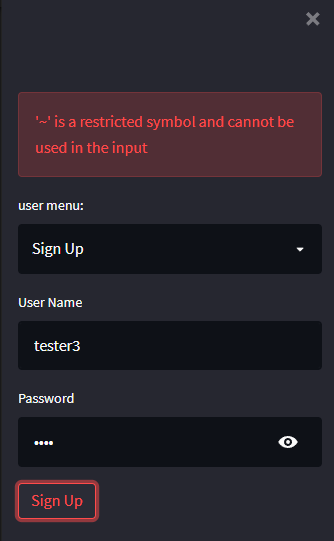 '~' is a restricted symbol and cannot be
used in the input
user menu:
Sign Up
User Name
tester3
Password
••••
Sign Up